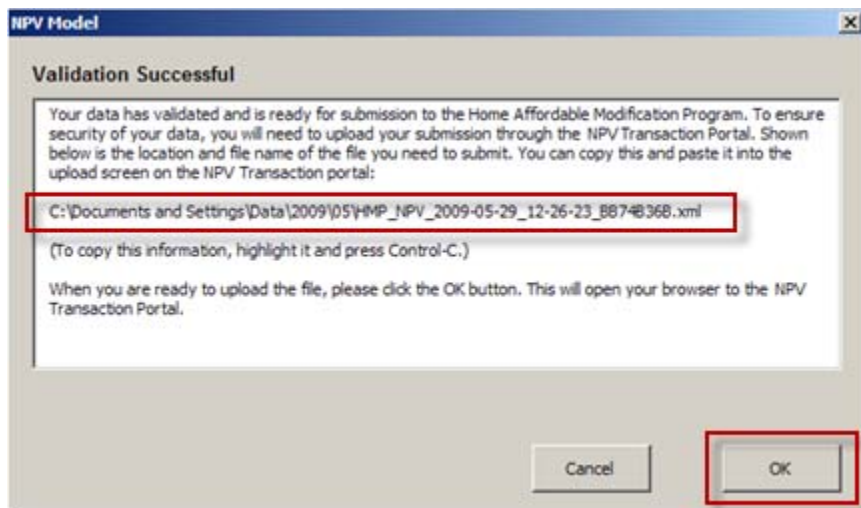 NPV Model
Validation Successful
Your data has validated and is ready for submission to the Home Affordable Modification Program. To ensure
security of your data, you will need to upload your submission through the NPV Transaction Portal. Shown
below is the location and file name of the file you need to submit. You can copy this and paste it into the
upload screen on the NPV Transaction portal:
C:\Documents and Settings\Data\2009\05\HMP_NPV_2009-05-29_12-26-23_BB74B36B.xml
(To copy this information, highlight it and press Control-C.)
When you are ready to upload the file, please click the OK button. This will open your browser to the NPV
Transaction Portal.
Cancel
OK